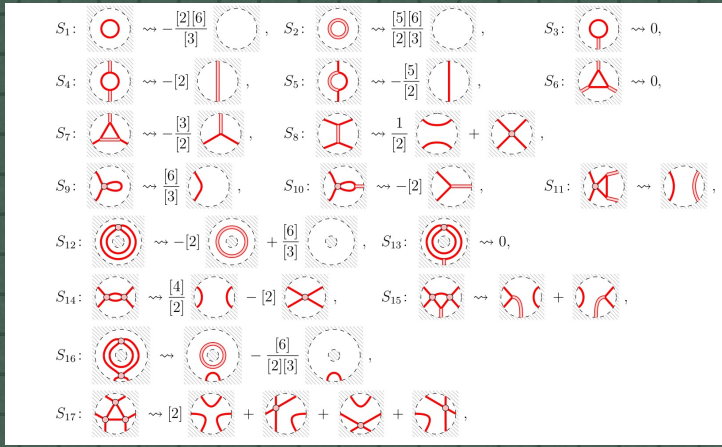 S₁: ⇝ −[2][6]/[3] , S₂: ⇝ [5][6]/[2][3] , S₃: ⇝ 0,
S₄: ⇝ −[2] , S₅: ⇝ −[5]/[2] , S₆: ⇝ 0,
S₇: ⇝ −[3]/[2] , S₈: ⇝ 1/[2] + ,
S₉: ⇝ [6]/[3] , S₁₀: ⇝ −[2] , S₁₁: ⇝ ,
S₁₂: ⇝ −[2] + [6]/[3] , S₁₃: ⇝ 0,
S₁₄: ⇝ [4]/[2] − [2] , S₁₅: ⇝ + ,
S₁₆: ⇝ − [6]/[2][3] ,
S₁₇: ⇝ [2] + + + ,